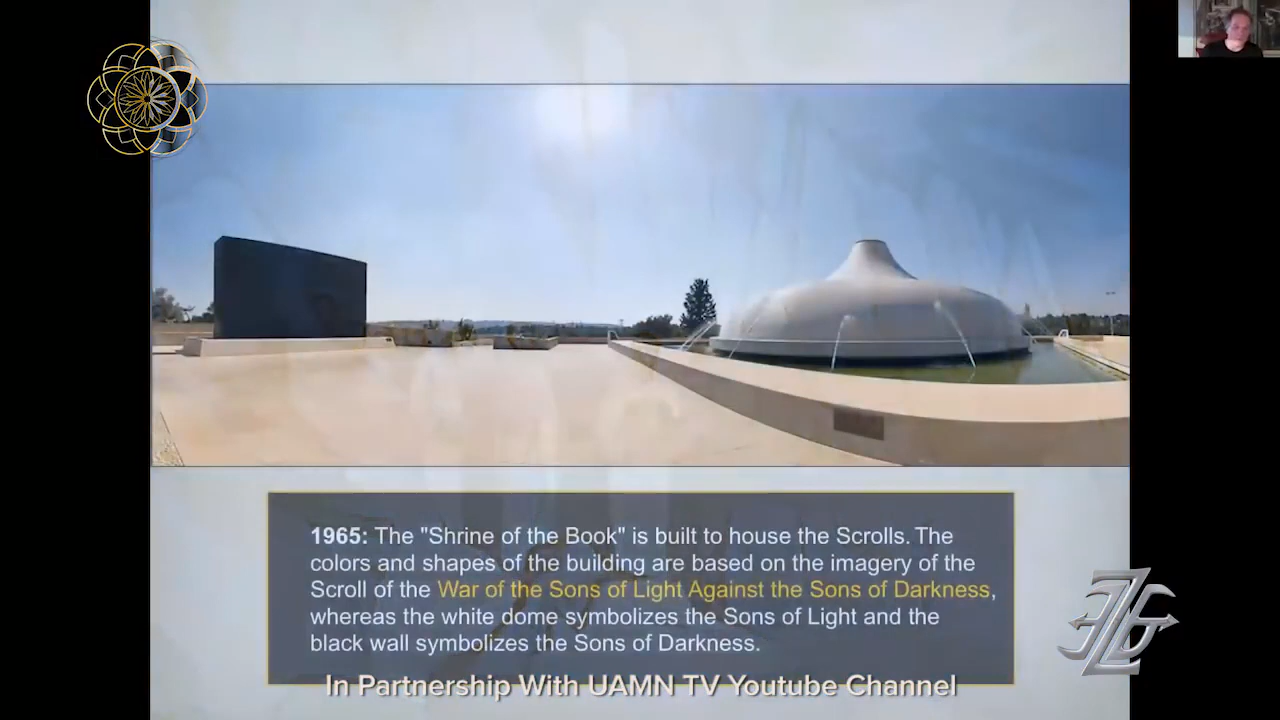 1965: The "Shrine of the Book" is built to house the Scrolls. The
colors and shapes of the building are based on the imagery of the
Scroll of the War of the Sons of Light Against the Sons of Darkness,
whereas the white dome symbolizes the Sons of Light and the
black wall symbolizes the Sons of Darkness.
In Partnership With UAMN TV Youtube Channel